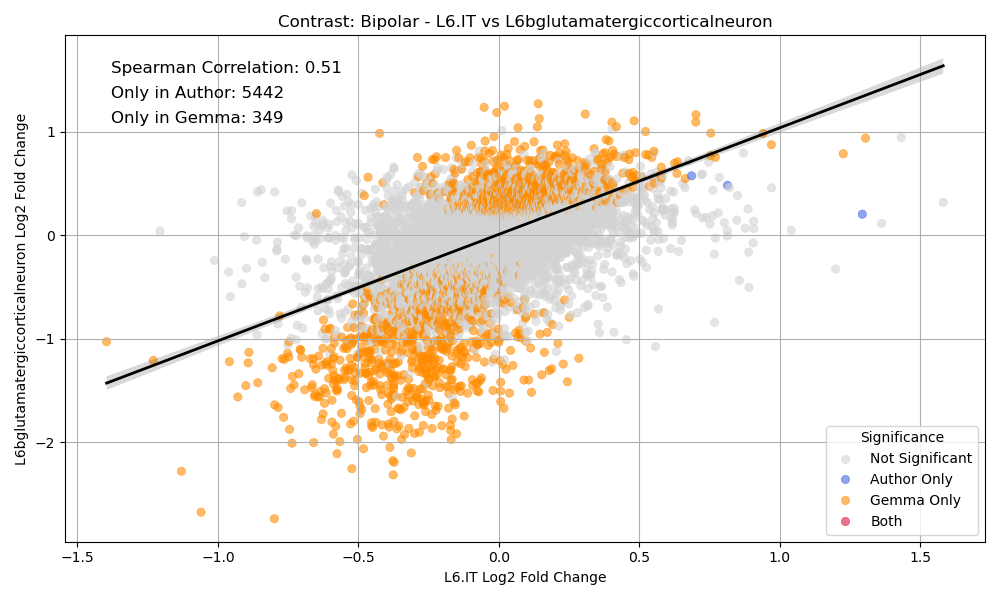 Contrast: Bipolar - L6.IT vs L6bglutamatergiccorticalneuron
Spearman Correlation: 0.51
Only in Author: 5442
Only in Gemma: 349
L6bglutamatergiccorticalneuron Log2 Fold Change
1
0
−1
−2
Significance
Not Significant
Author Only
Gemma Only
Both
−1.5
−1.0
−0.5
0.0
0.5
1.0
1.5
L6.IT Log2 Fold Change